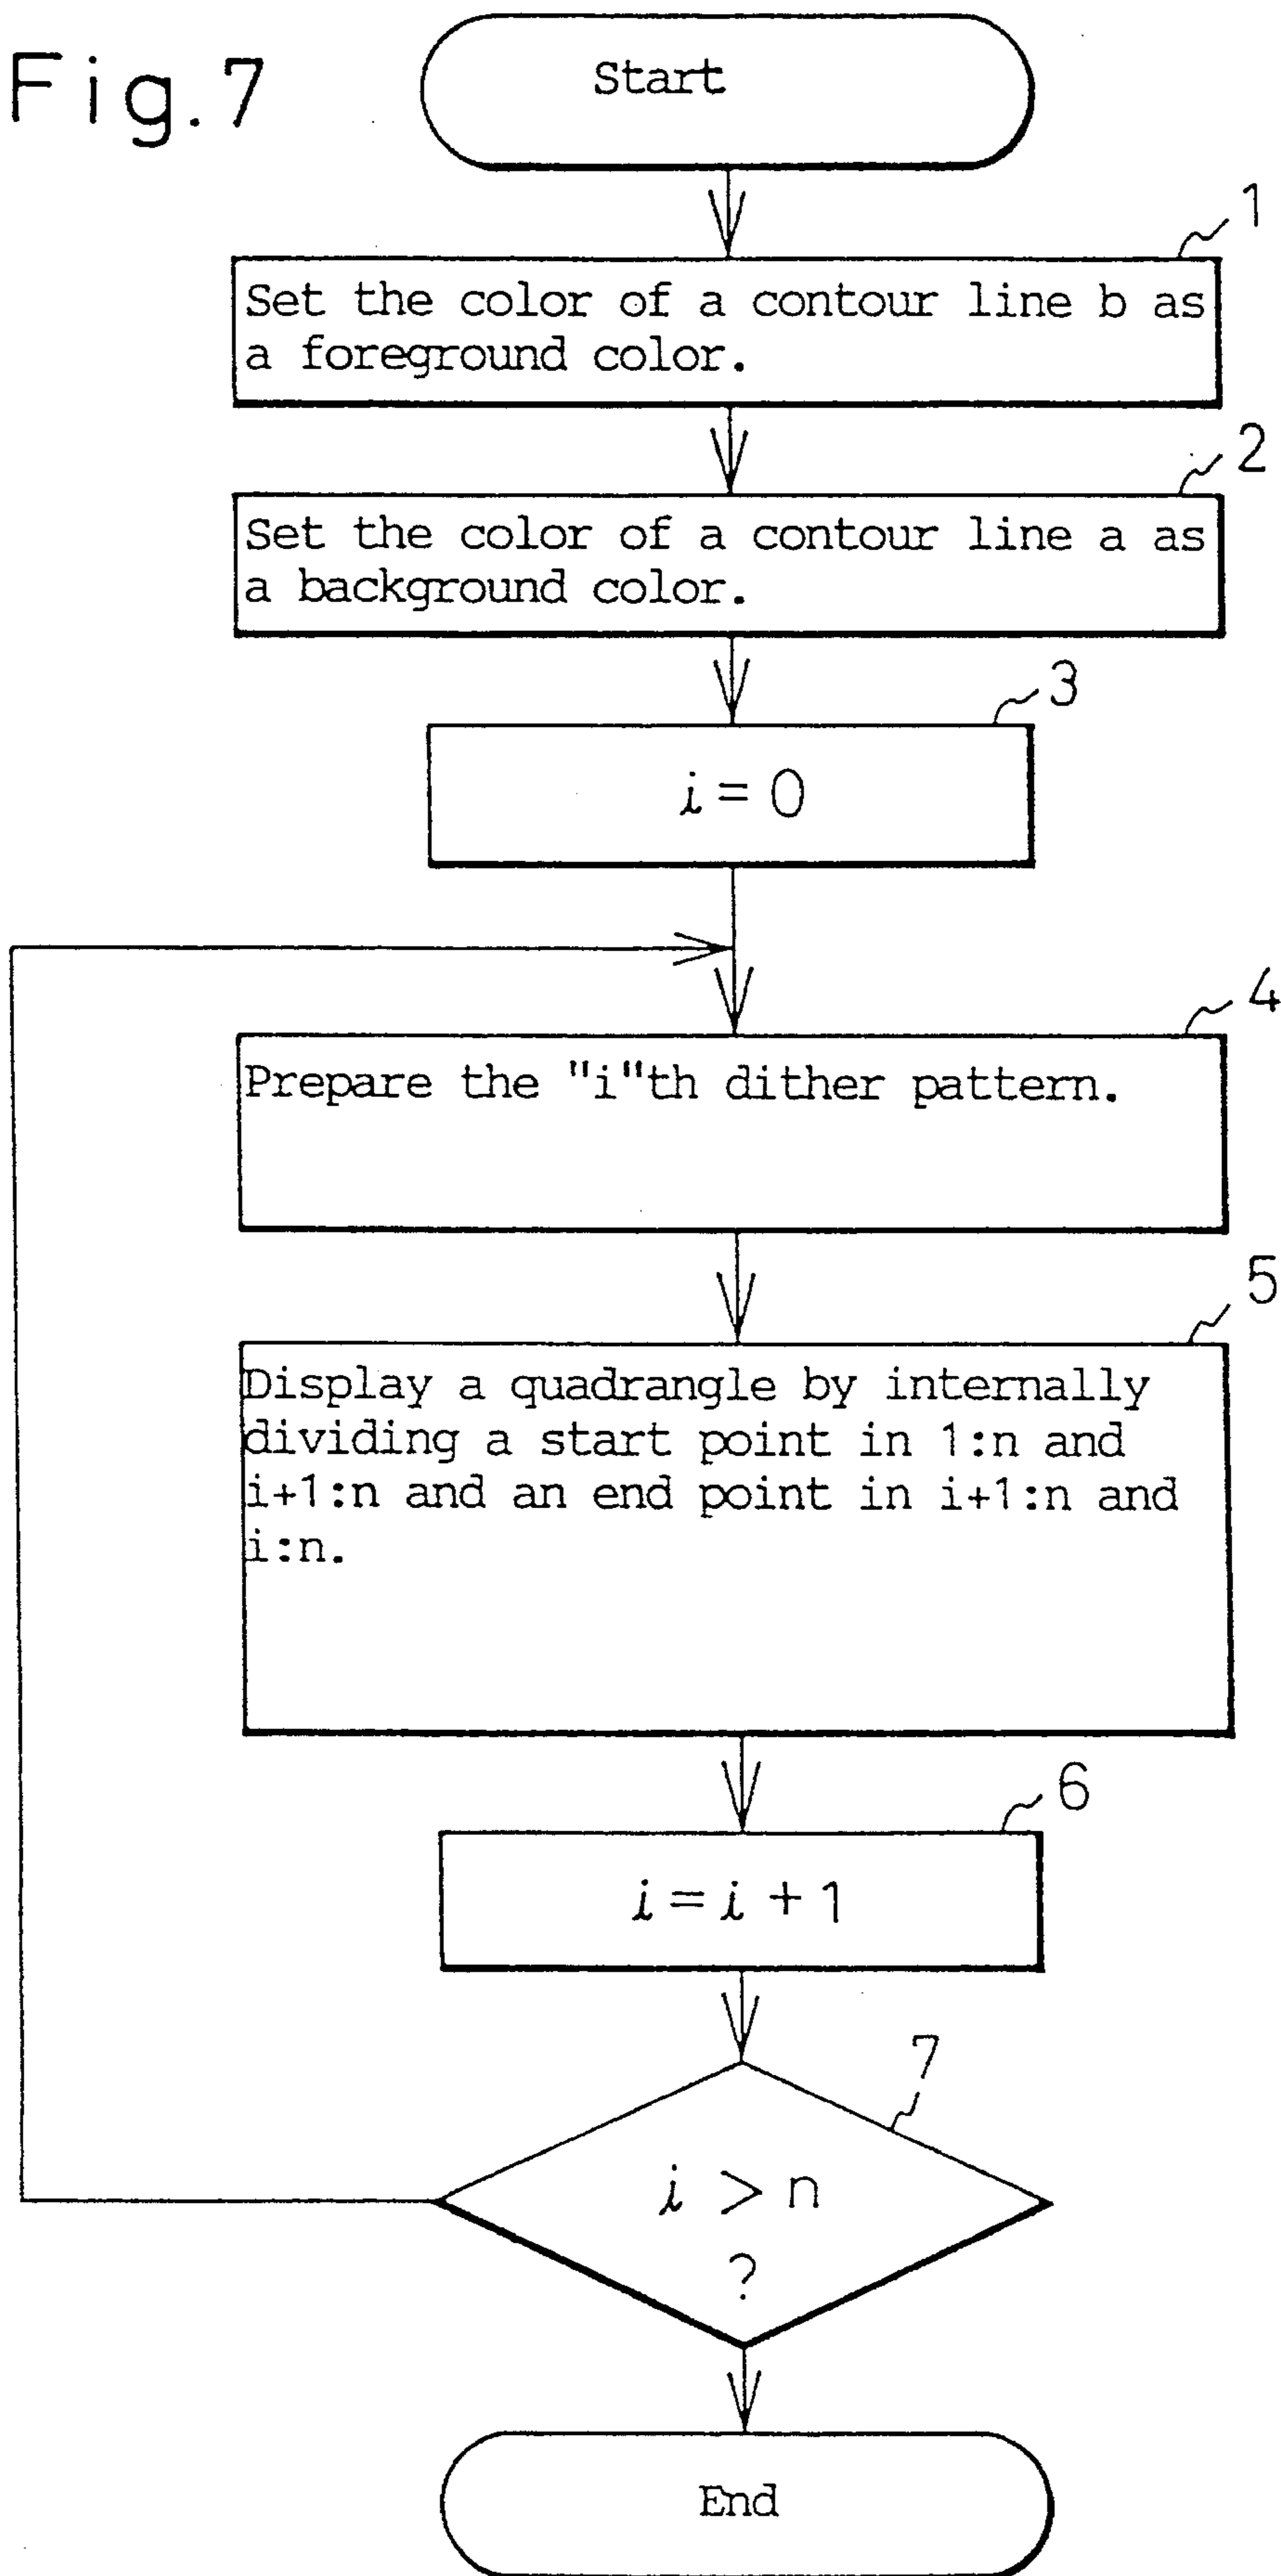 Fig.7
Start
1
Set the color of a contour line b as
a foreground color.
2
Set the color of a contour line a as
a background color.
3
i = 0
4
Prepare the "i"th dither pattern.
5
Display a quadrangle by internally
dividing a start point in 1:n and
i+1:n and an end point in i+1:n and
i:n.
6
i = i + 1
7
i > n
?
End